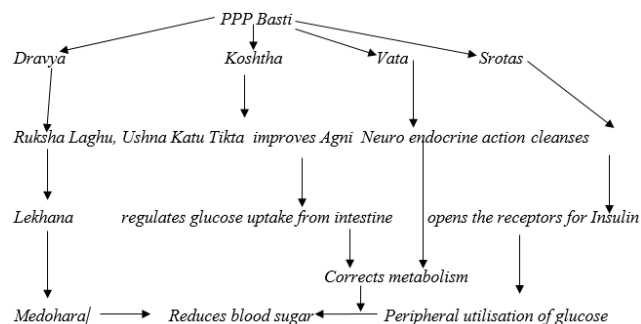 PPP Basti
Dravya Koshtha Vata Srotas
Ruksha Laghu, Ushna Katu Tikta improves Agni Neuro endocrine action cleanses
Lekhana regulates glucose uptake from intestine opens the receptors for Insulin
Corrects metabolism
Medohara/ Reduces blood sugar Peripheral utilisation of glucose